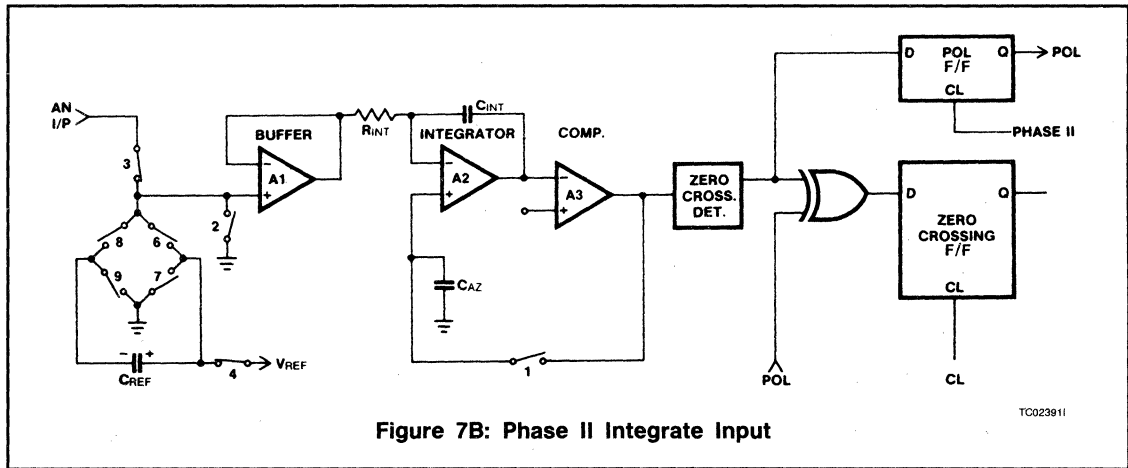 AN
I/P
3
2
8
6
9
7
- +
CREF
4
VREF
BUFFER
-
A1
+
RINT
CINT
INTEGRATOR
-
A2
+
CAZ
1
COMP.
-
A3
+
ZERO
CROSS.
DET.
D POL Q
F/F
CL
POL
PHASE II
D Q
ZERO
CROSSING
F/F
CL
POL
CL
TC02391I
Figure 7B: Phase II Integrate Input